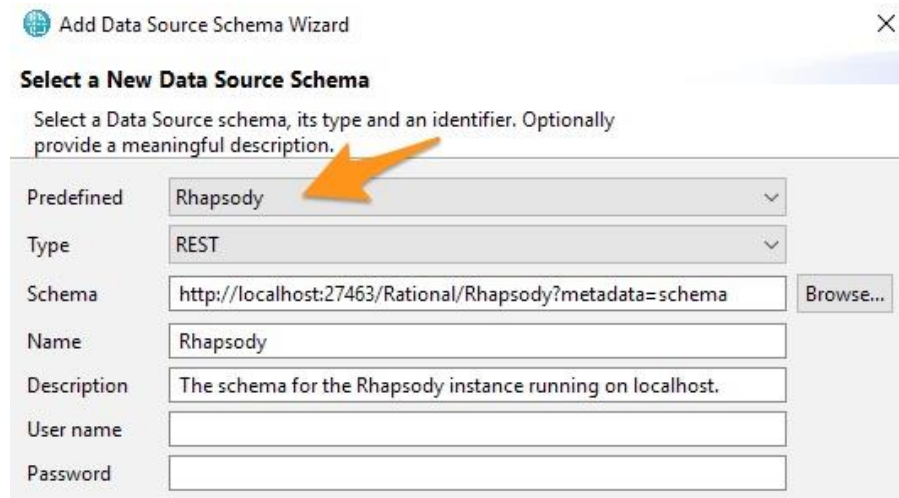 Add Data Source Schema Wizard
Select a New Data Source Schema
Select a Data Source schema, its type and an identifier. Optionally
provide a meaningful description.
Predefined Rhapsody
Type REST
Schema http://localhost:27463/Rational/Rhapsody?metadata=schema Browse...
Name Rhapsody
Description The schema for the Rhapsody instance running on localhost.
User name
Password